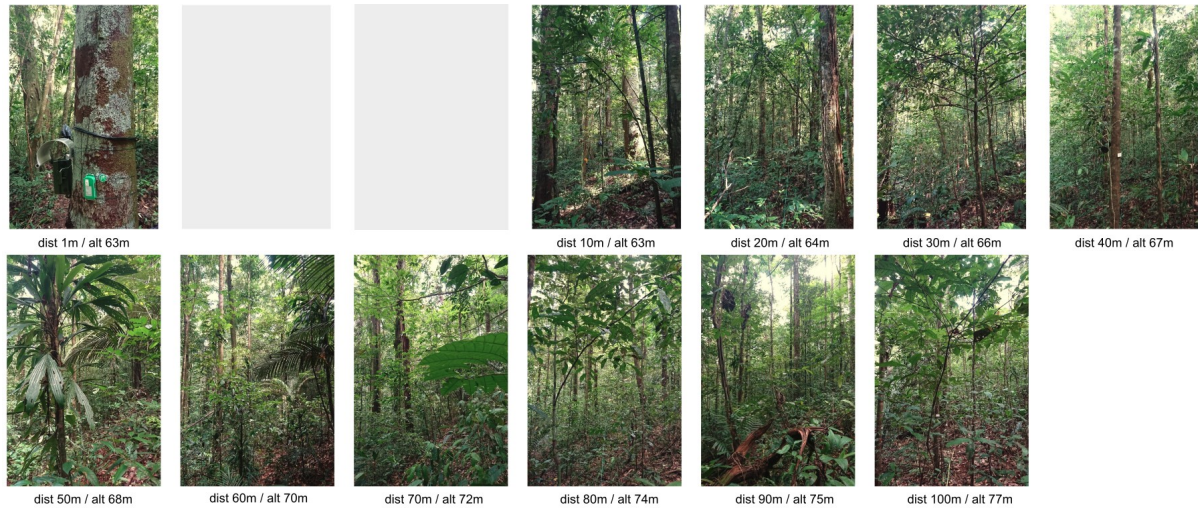 dist 1m / alt 63m
dist 10m / alt 63m
dist 20m / alt 64m
dist 30m / alt 66m
dist 40m / alt 67m
dist 50m / alt 68m
dist 60m / alt 70m
dist 70m / alt 72m
dist 80m / alt 74m
dist 90m / alt 75m
dist 100m / alt 77m